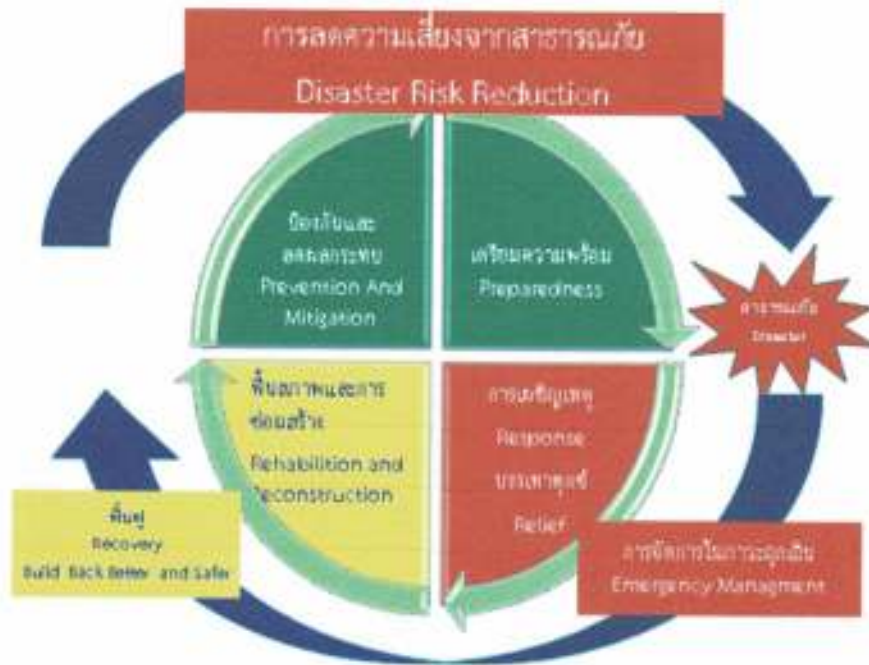 การลดความเสี่ยงจากสาธารณภัย
Disaster Risk Reduction
ป้องกันและ
ลดผลกระทบ
Prevention And
Mitigation
เตรียมความพร้อม
Preparedness
สาธารณภัย
Disaster
ฟื้นสภาพและการ
ซ่อมสร้าง
Rehabilition and
Reconstruction
การเผชิญเหตุ
Response
บรรเทาทุกข์
Relief
ฟื้นฟู
Recovery
Build Back Better and Safer
การจัดการในภาวะฉุกเฉิน
Emergency Managment